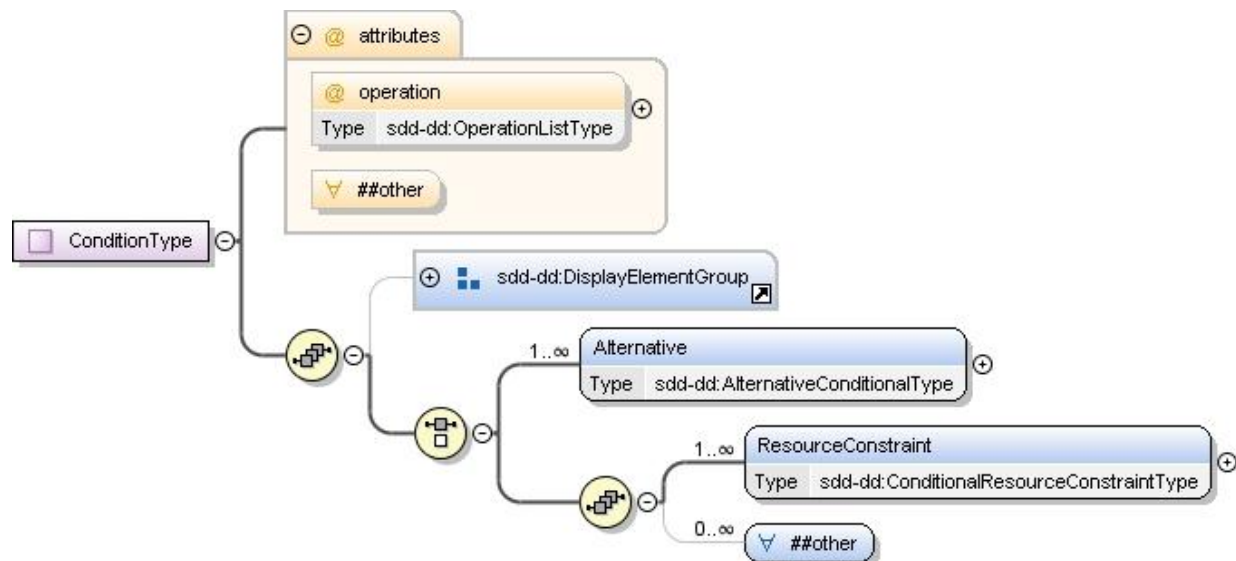 @ attributes
@ operation
Type sdd-dd:OperationListType
∀ ##other
ConditionType
sdd-dd:DisplayElementGroup
1..∞ Alternative
Type sdd-dd:AlternativeConditionalType
1..∞ ResourceConstraint
Type sdd-dd:ConditionalResourceConstraintType
0..∞ ∀ ##other